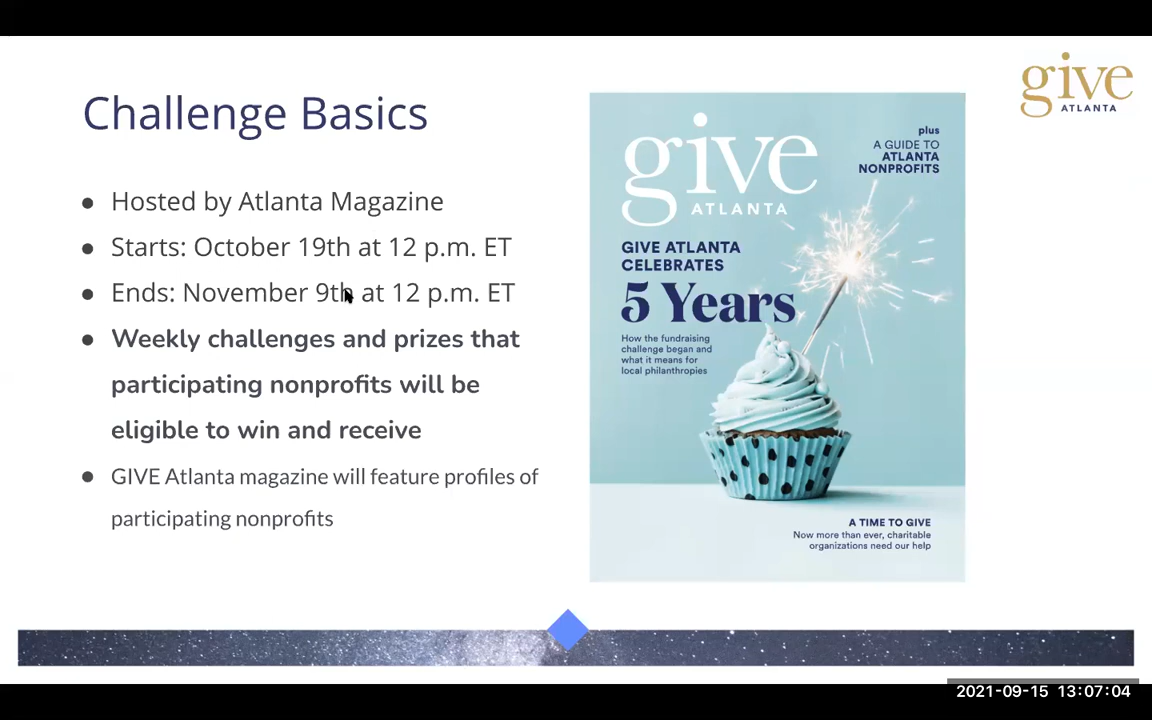 Challenge Basics
● Hosted by Atlanta Magazine
● Starts: October 19th at 12 p.m. ET
● Ends: November 9th at 12 p.m. ET
● Weekly challenges and prizes that
participating nonprofits will be
eligible to win and receive
● GIVE Atlanta magazine will feature profiles of
participating nonprofits
give
ATLANTA
plus
A GUIDE TO
ATLANTA
NONPROFITS
GIVE ATLANTA
CELEBRATES
5 Years
How the fundraising
challenge began and
what it means for
local philanthropies
A TIME TO GIVE
Now more than ever, charitable
organizations need our help
give
ATLANTA
2021-09-15 13:07:04